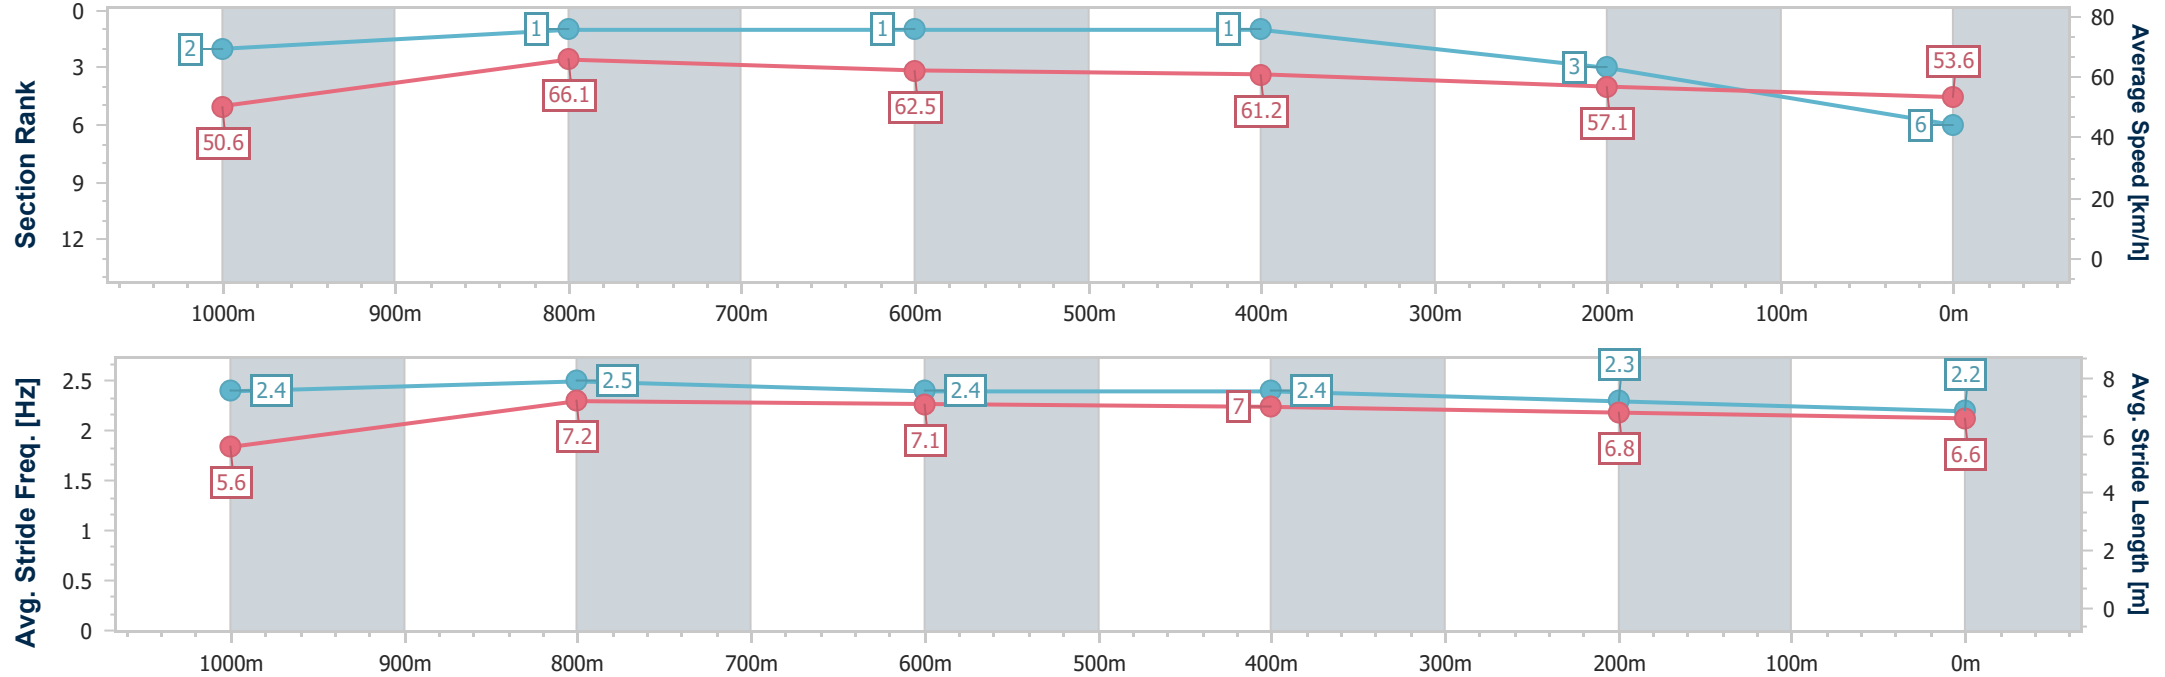 Section Rank
0
3
6
9
12
2
1
1
1
3
6
50.6
66.1
62.5
61.2
57.1
53.6
80
60
40
20
0
Average Speed [km/h]
1000m
900m
800m
700m
600m
500m
400m
300m
200m
100m
0m
Avg. Stride Freq. [Hz]
2.5
2
1.5
1
0.5
0
2.4
2.5
2.4
2.4
2.3
2.2
5.6
7.2
7.1
7
6.8
6.6
8
6
4
2
0
Avg. Stride Length [m]
1000m
900m
800m
700m
600m
500m
400m
300m
200m
100m
0m